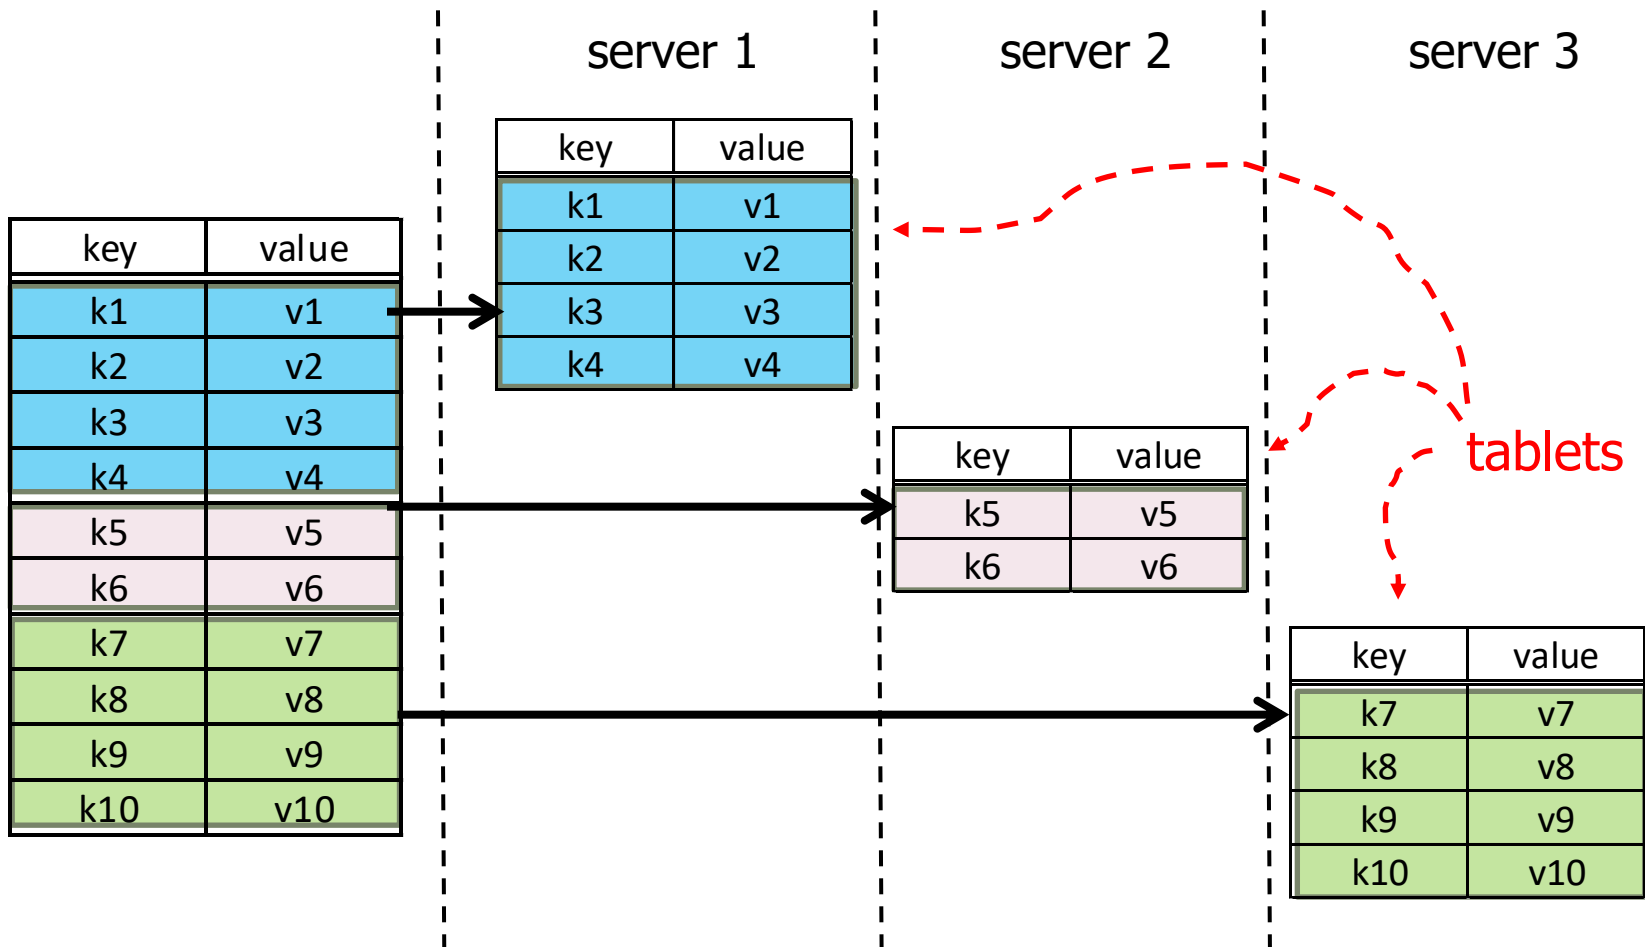 server 1 server 2 server 3
key value
k1 v1
k2 v2
k3 v3
k4 v4
k5 v5
k6 v6
k7 v7
k8 v8
k9 v9
k10 v10
key value
k1 v1
k2 v2
k3 v3
k4 v4
key value
k5 v5
k6 v6
tablets
key value
k7 v7
k8 v8
k9 v9
k10 v10